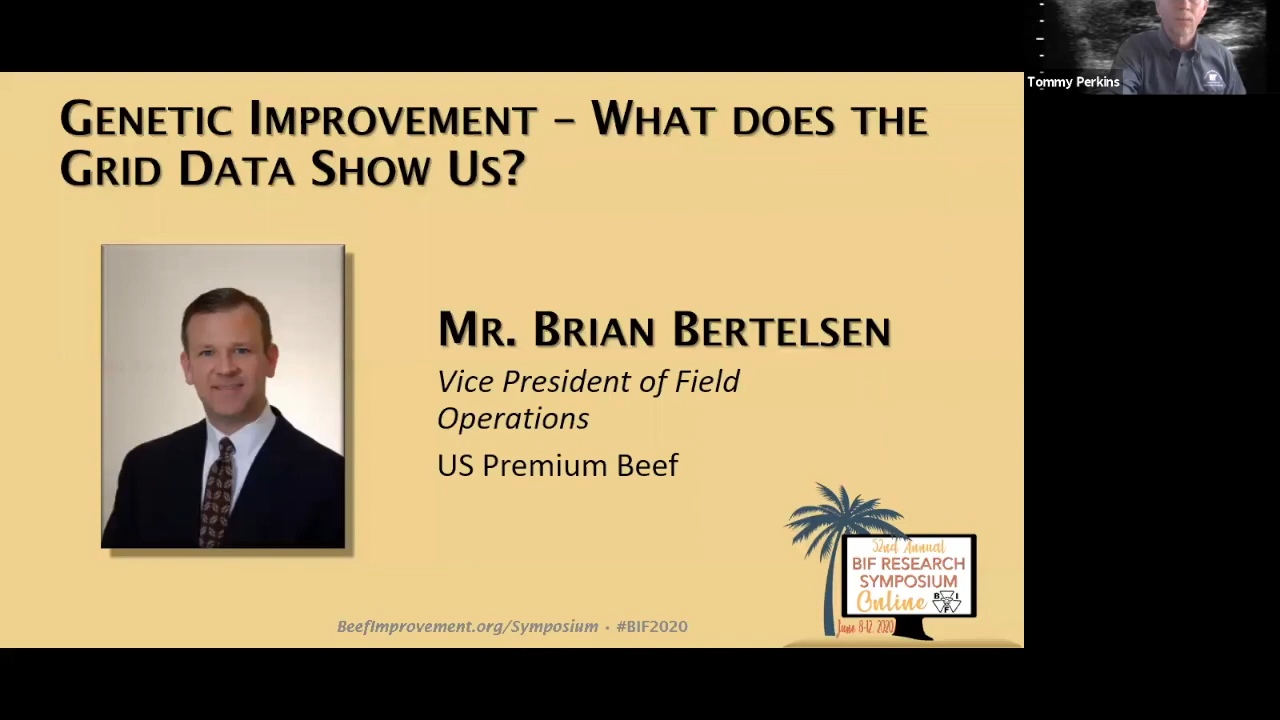 Tommy Perkins
Genetic Improvement – What does the
Grid Data Show Us?
Mr. Brian Bertelsen
Vice President of Field
Operations
US Premium Beef
52nd Annual
BIF RESEARCH
SYMPOSIUM
Online
B I
F
June 8-12, 2020
BeefImprovement.org/Symposium • #BIF2020